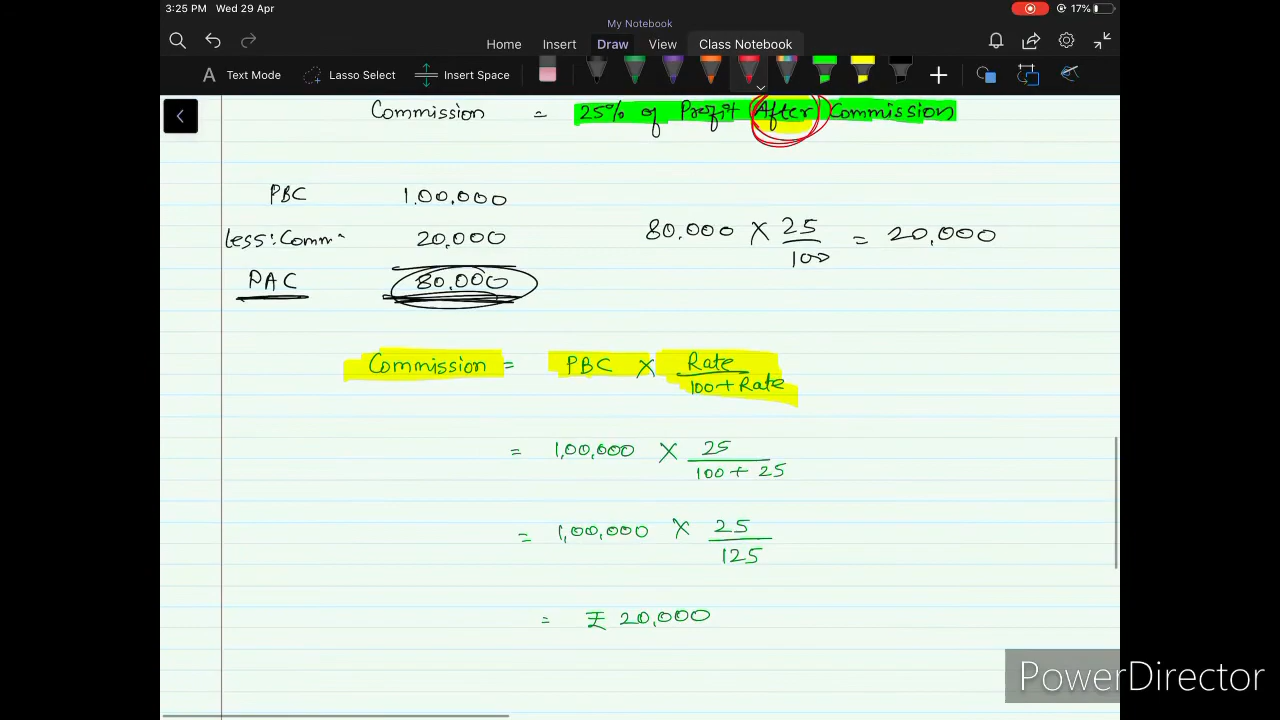 3:25 PM Wed 29 Apr
17%
My Notebook
Home Insert Draw View Class Notebook
Text Mode Lasso Select Insert Space
Commission = 25% of Profit After Commission
PBC 1,00,000
Less: Commn 20,000
PAC 80,000
80,000 X 25/100 = 20,000
Commission = PBC X Rate/100+Rate
= 1,00,000 X 25/100+25
= 1,00,000 X 25/125
= ₹ 20,000
PowerDirector